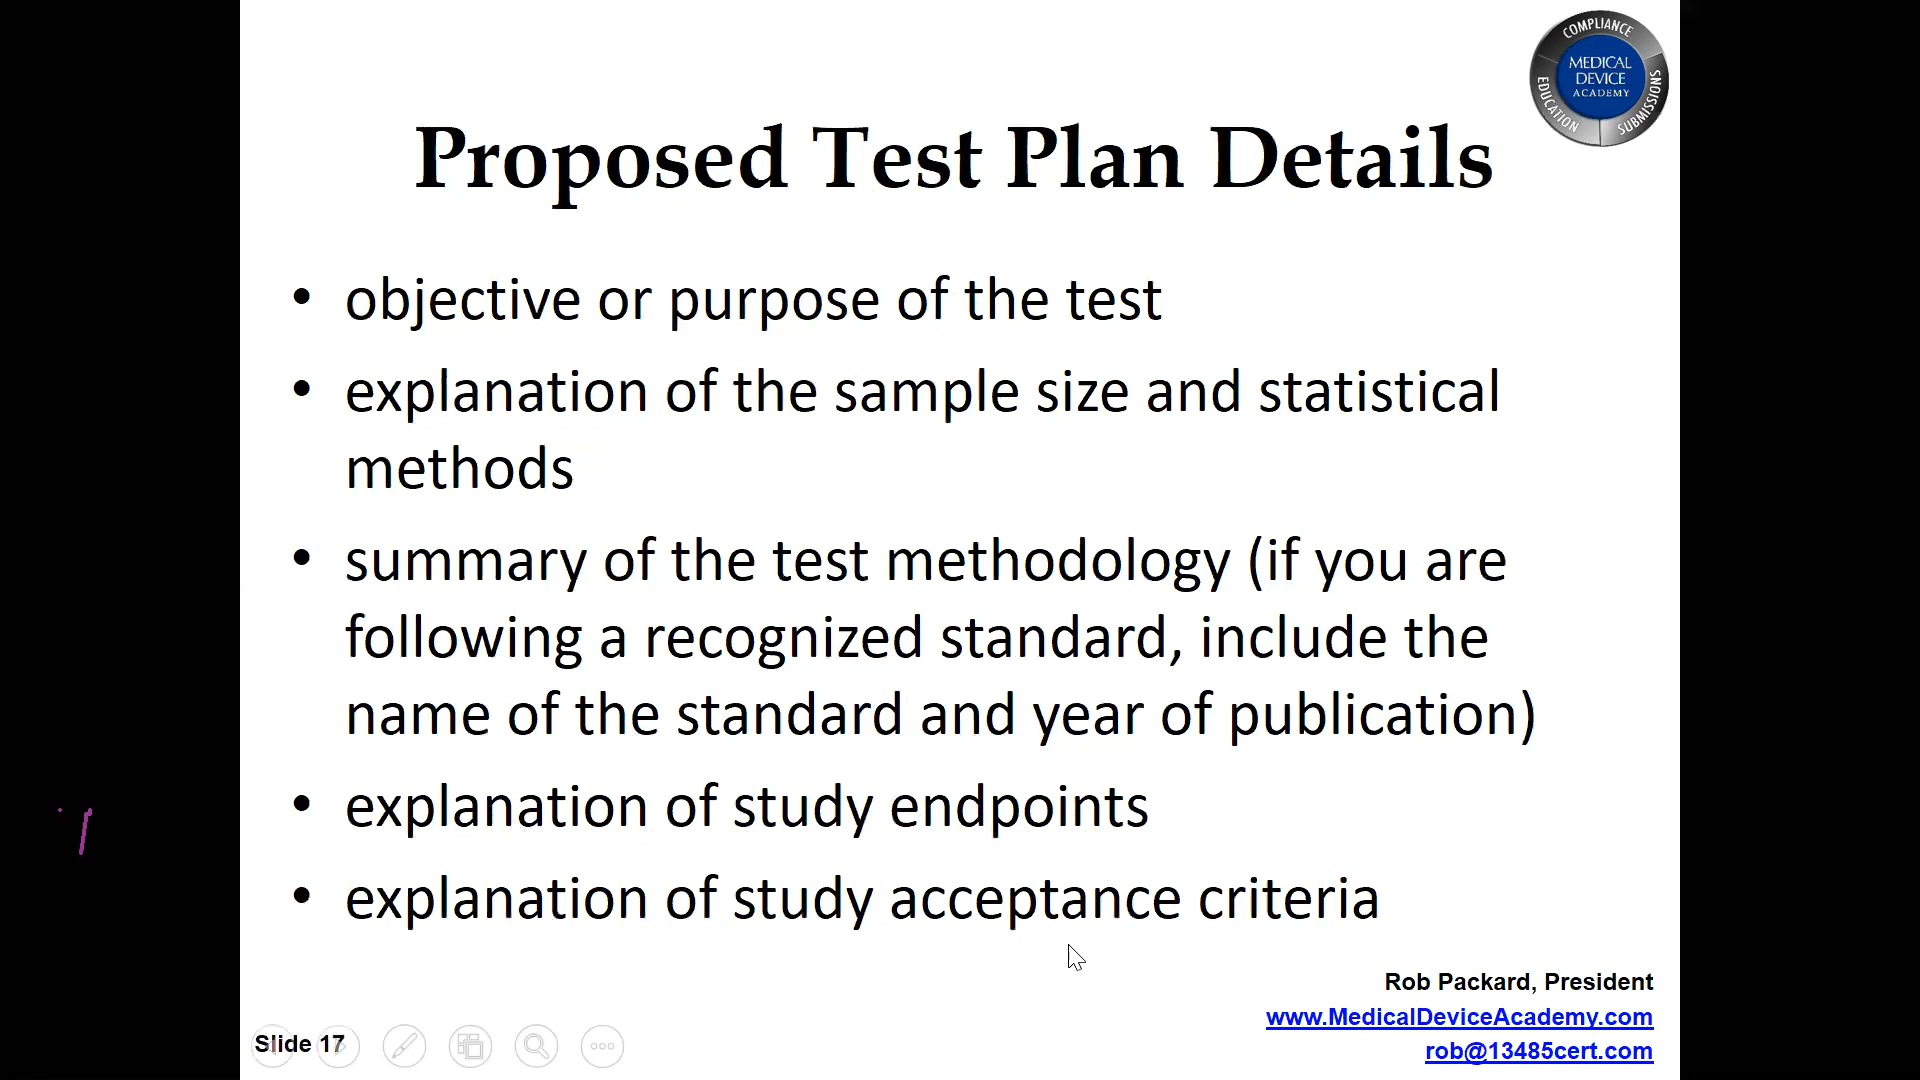 COMPLIANCE
MEDICAL
DEVICE
ACADEMY
EDUCATION
SUBMISSIONS
Proposed Test Plan Details
• objective or purpose of the test
• explanation of the sample size and statistical
methods
• summary of the test methodology (if you are
following a recognized standard, include the
name of the standard and year of publication)
• explanation of study endpoints
• explanation of study acceptance criteria
Rob Packard, President
www.MedicalDeviceAcademy.com
rob@13485cert.com
Slide 17